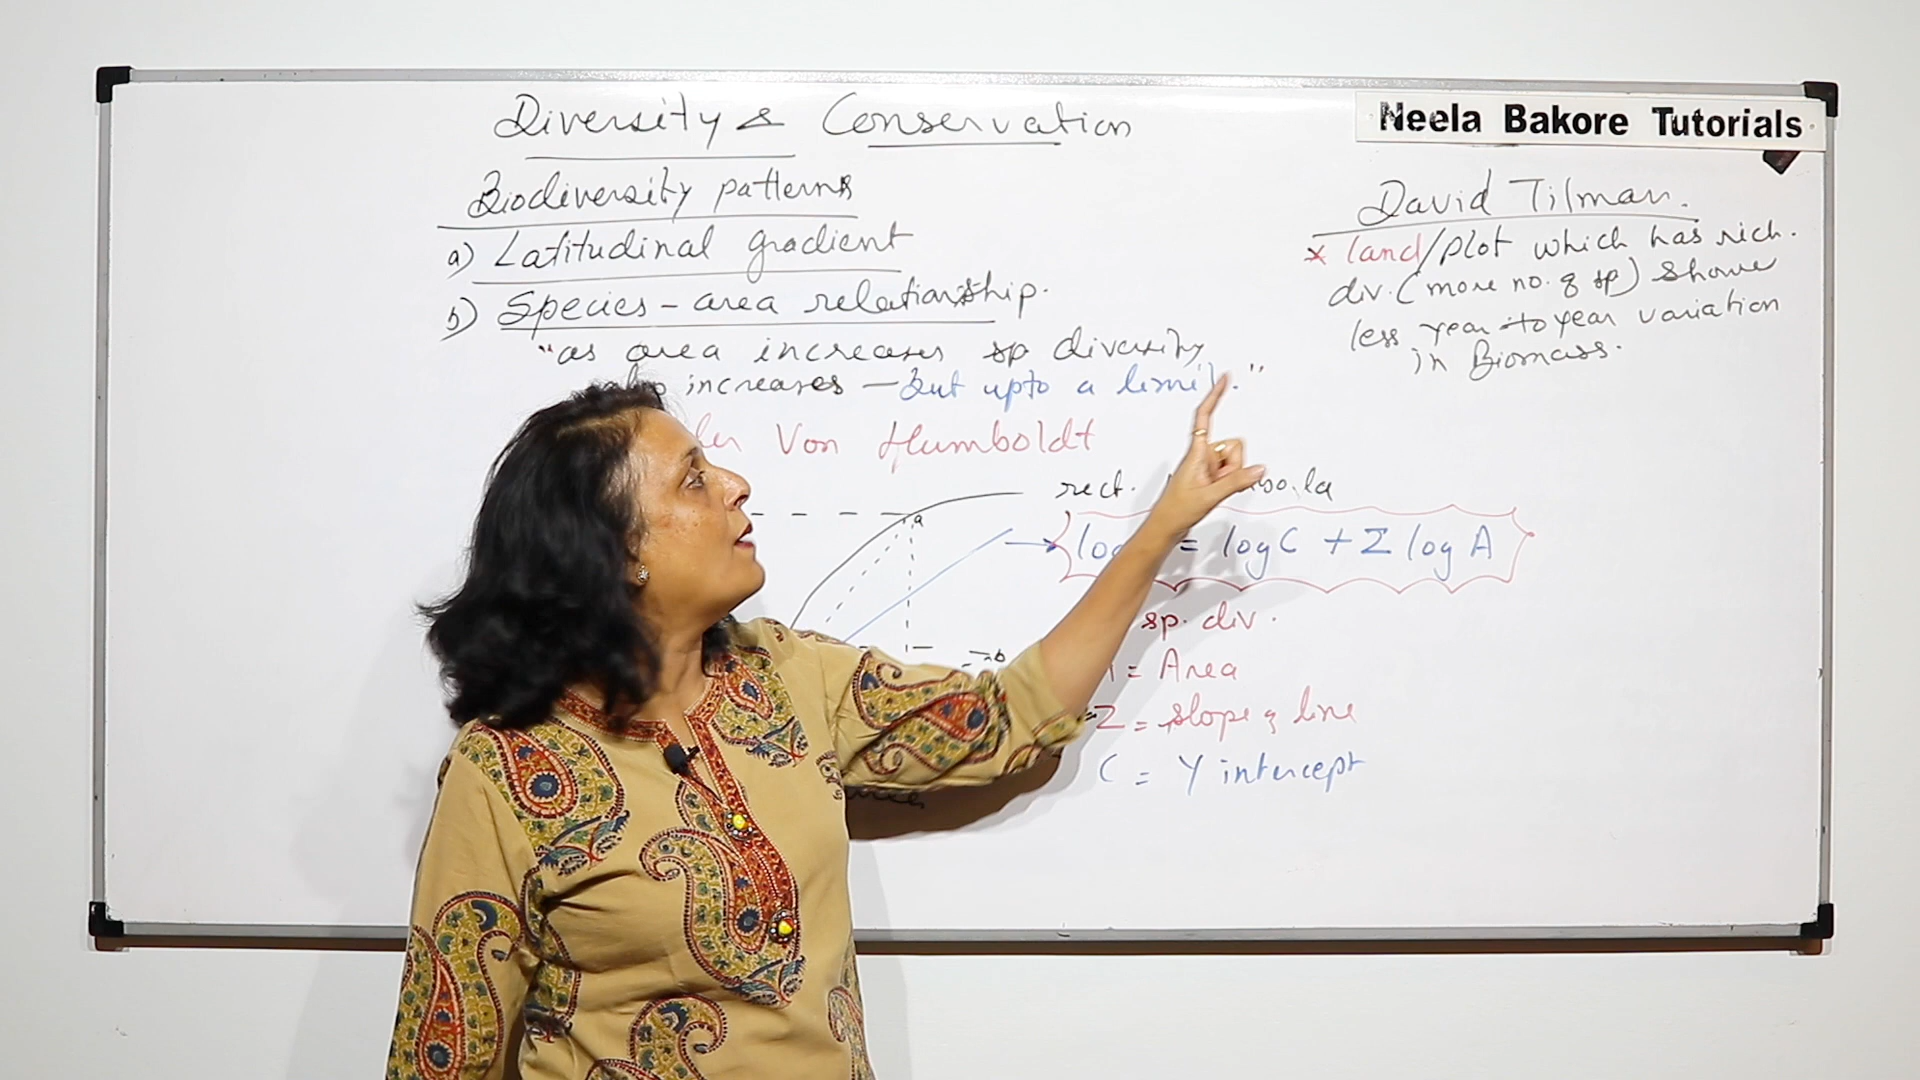 Diversity & Conservation
Neela Bakore Tutorials
Biodiversity patterns
a) Latitudinal gradient
b) Species - area relationship.
"as area increases sp diversity
increases - but upto a limit."
Von Humboldt
David Tilman.
* land/plot which has rich.
div. (more no. of sp) shows
less year to year variation
in Biomass.
a
rect.
= log C + Z log A
b
sp. div.
= Area
Z = slope of line
C = Y intercept